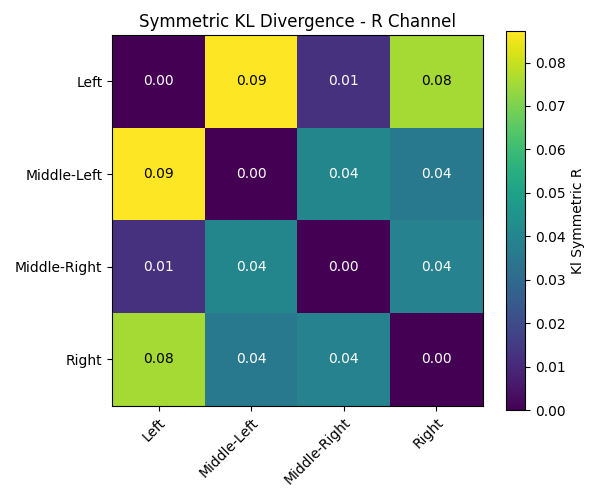 Symmetric KL Divergence - R Channel
Left 0.00 0.09 0.01 0.08
Middle-Left 0.09 0.00 0.04 0.04
Middle-Right 0.01 0.04 0.00 0.04
Right 0.08 0.04 0.04 0.00
Left Middle-Left Middle-Right Right
0.08
0.07
0.06
0.05
0.04
0.03
0.02
0.01
0.00
Kl Symmetric R